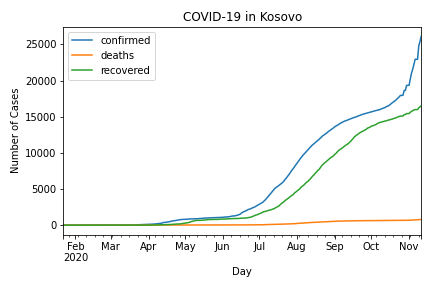 COVID-19 in Kosovo
confirmed
deaths
recovered
Number of Cases
25000
20000
15000
10000
5000
0
Feb Mar Apr May Jun Jul Aug Sep Oct Nov
2020
Day